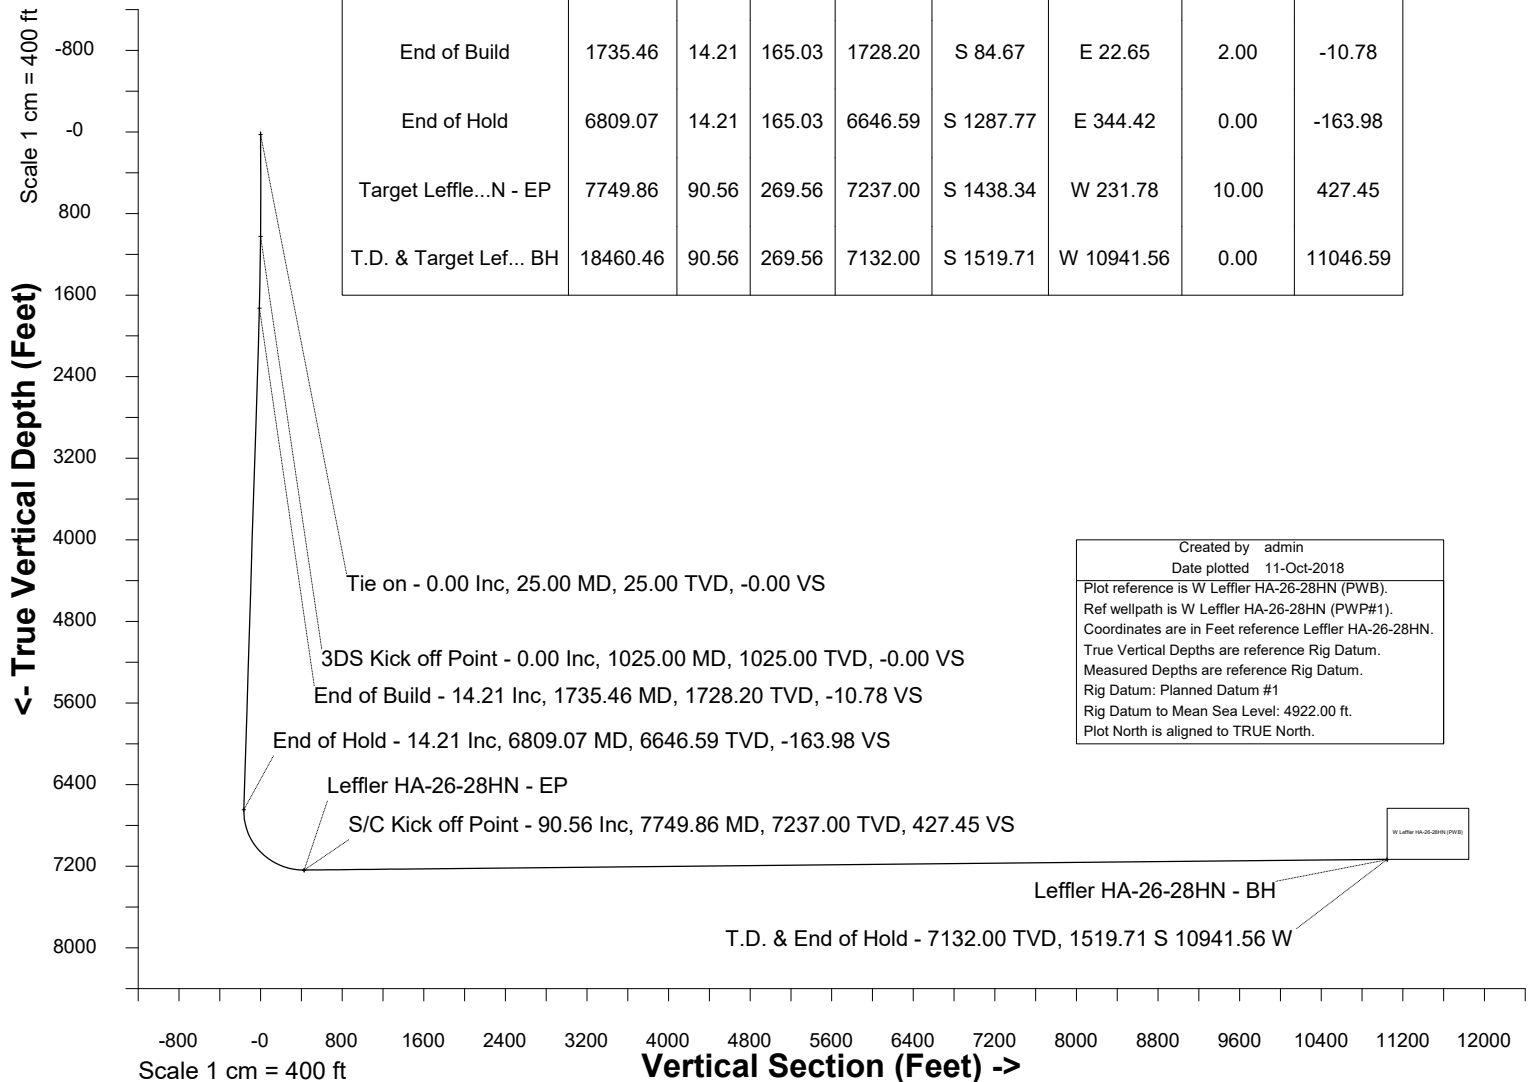 Scale 1 cm = 400 ft
<- True Vertical Depth (Feet)
-800
-0
800
1600
2400
3200
4000
4800
5600
6400
7200
8000
End of Build 1735.46 14.21 165.03 1728.20 S 84.67 E 22.65 2.00 -10.78
End of Hold 6809.07 14.21 165.03 6646.59 S 1287.77 E 344.42 0.00 -163.98
Target Leffle...N - EP 7749.86 90.56 269.56 7237.00 S 1438.34 W 231.78 10.00 427.45
T.D. & Target Lef... BH 18460.46 90.56 269.56 7132.00 S 1519.71 W 10941.56 0.00 11046.59
Tie on - 0.00 Inc, 25.00 MD, 25.00 TVD, -0.00 VS
3DS Kick off Point - 0.00 Inc, 1025.00 MD, 1025.00 TVD, -0.00 VS
End of Build - 14.21 Inc, 1735.46 MD, 1728.20 TVD, -10.78 VS
End of Hold - 14.21 Inc, 6809.07 MD, 6646.59 TVD, -163.98 VS
Leffler HA-26-28HN - EP
S/C Kick off Point - 90.56 Inc, 7749.86 MD, 7237.00 TVD, 427.45 VS
Created by admin
Date plotted 11-Oct-2018
Plot reference is W Leffler HA-26-28HN (PWB).
Ref wellpath is W Leffler HA-26-28HN (PWP#1).
Coordinates are in Feet reference Leffler HA-26-28HN.
True Vertical Depths are reference Rig Datum.
Measured Depths are reference Rig Datum.
Rig Datum: Planned Datum #1
Rig Datum to Mean Sea Level: 4922.00 ft.
Plot North is aligned to TRUE North.
W Leffler HA-26-28HN (PWB)
Leffler HA-26-28HN - BH
T.D. & End of Hold - 7132.00 TVD, 1519.71 S 10941.56 W
-800 -0 800 1600 2400 3200 4000 4800 5600 6400 7200 8000 8800 9600 10400 11200 12000
Scale 1 cm = 400 ft
Vertical Section (Feet) ->